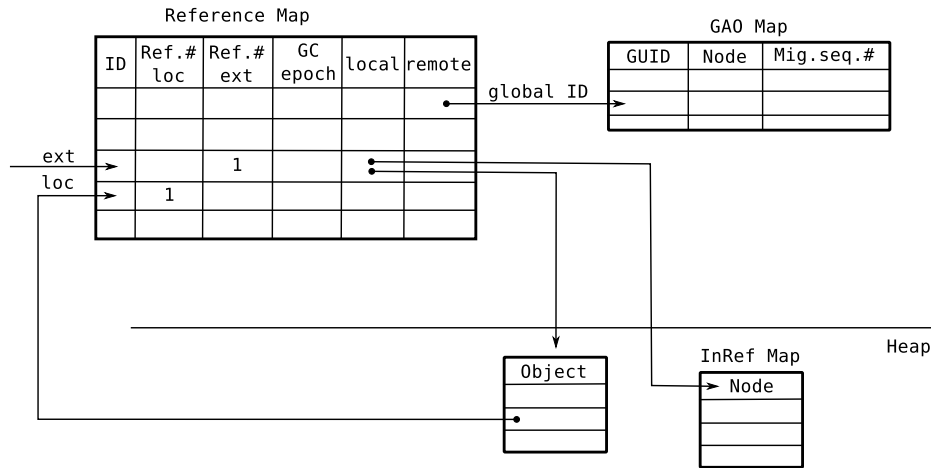 Reference Map
GAO Map
ID
Ref.#
loc
Ref.#
ext
GC
epoch
local
remote
GUID
Node
Mig.seq.#
global ID
ext
1
loc
1
Heap
InRef Map
Object
Node